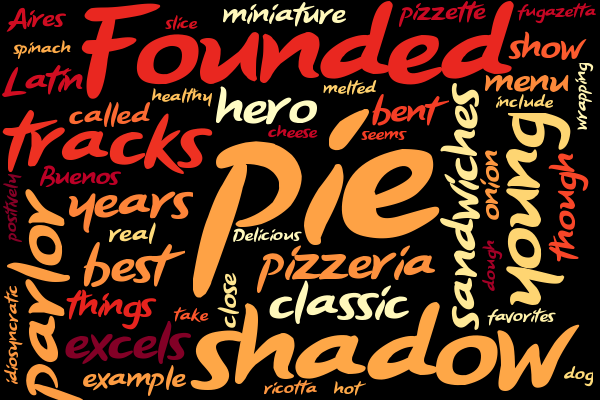 Aires
slice
miniature
pizzette
fugazetta
spinach
Founded
show
Latin
healthy
melted
menu
wrapping
called
hero
cheese
bent
seems
include
tracks
pie
sandwiches
onion
young
though
positively
Buenos
years
real
Delicious
parlor
best
pizzeria
dough
things
take
close
classic
favorites
idiosyncratic
excels
shadow
example
ricotta
hot
dog